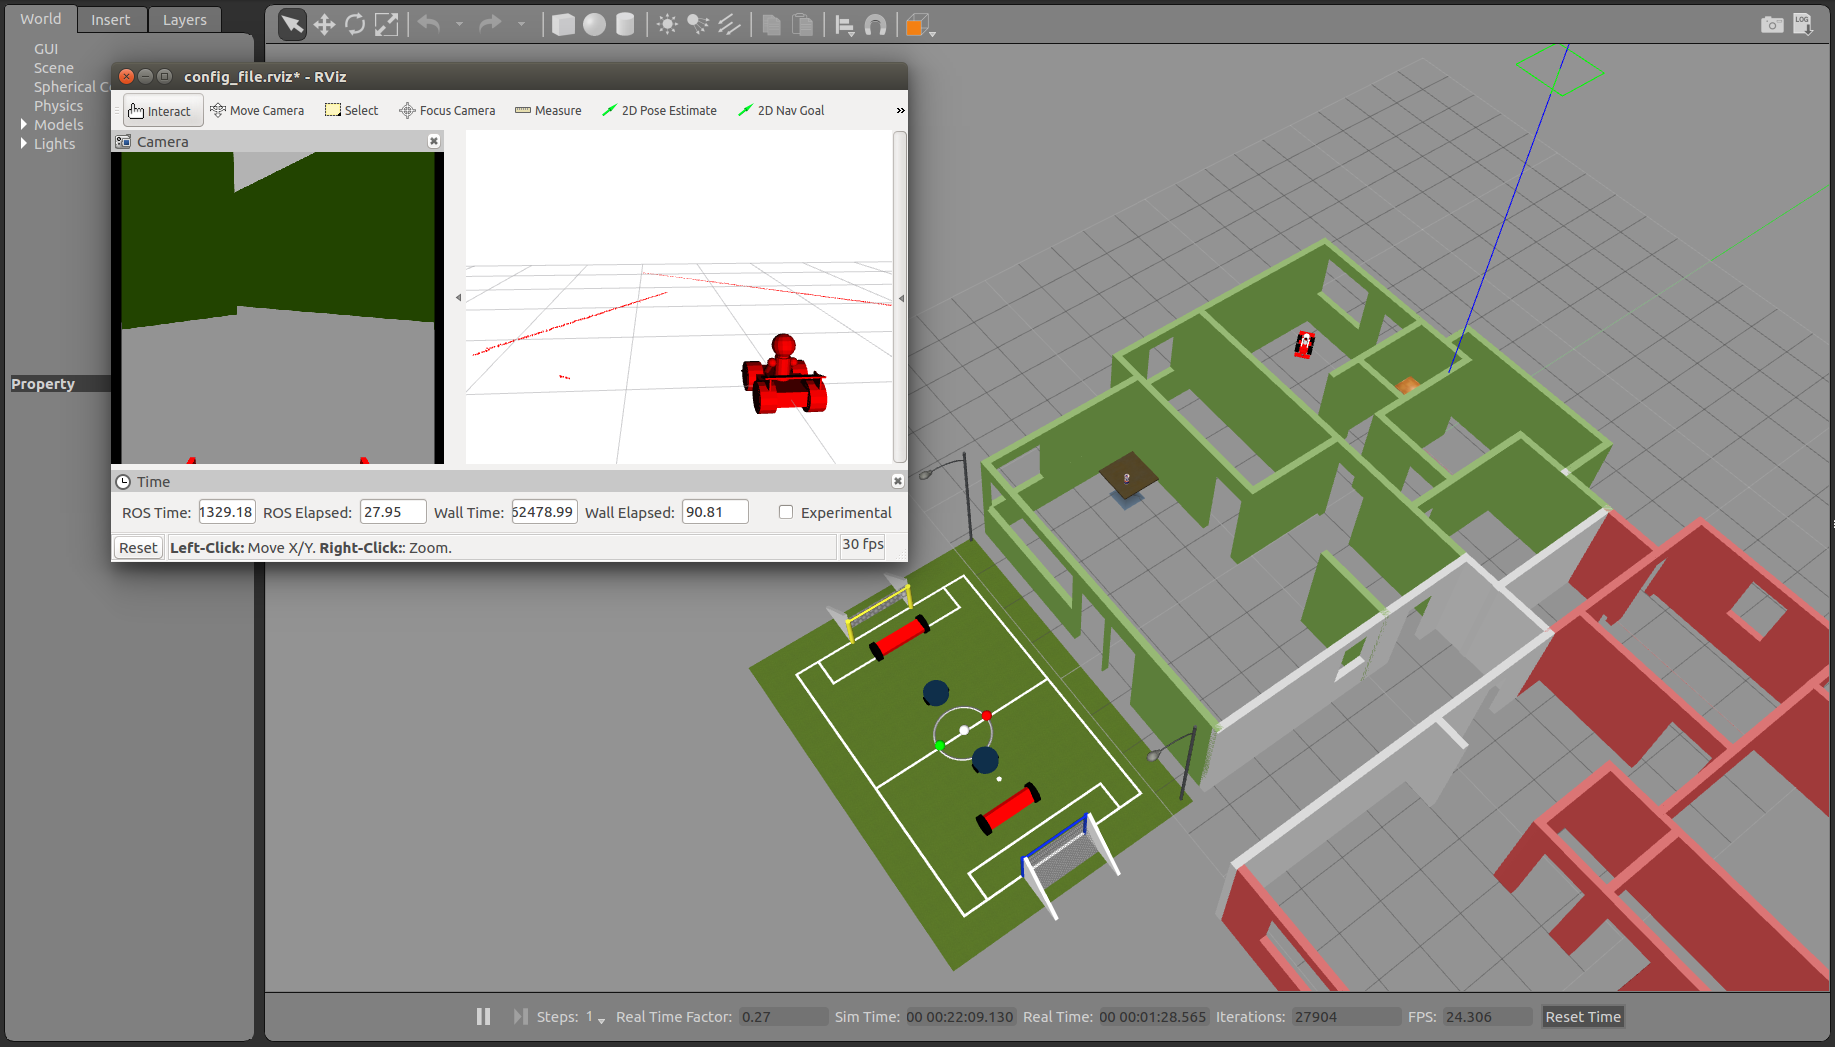 World Insert Layers
GUI
Scene
Spherical C
Physics
Models
Lights
Property
LOG
config_file.rviz* - RViz
Interact Move Camera Select Focus Camera Measure 2D Pose Estimate 2D Nav Goal »
Camera
Time
ROS Time: 1329.18 ROS Elapsed: 27.95 Wall Time: 62478.99 Wall Elapsed: 90.81 Experimental
Reset Left-Click: Move X/Y. Right-Click:: Zoom. 30 fps
Steps: 1 Real Time Factor: 0.27 Sim Time: 00 00:22:09.130 Real Time: 00 00:01:28.565 Iterations: 27904 FPS: 24.306 Reset Time